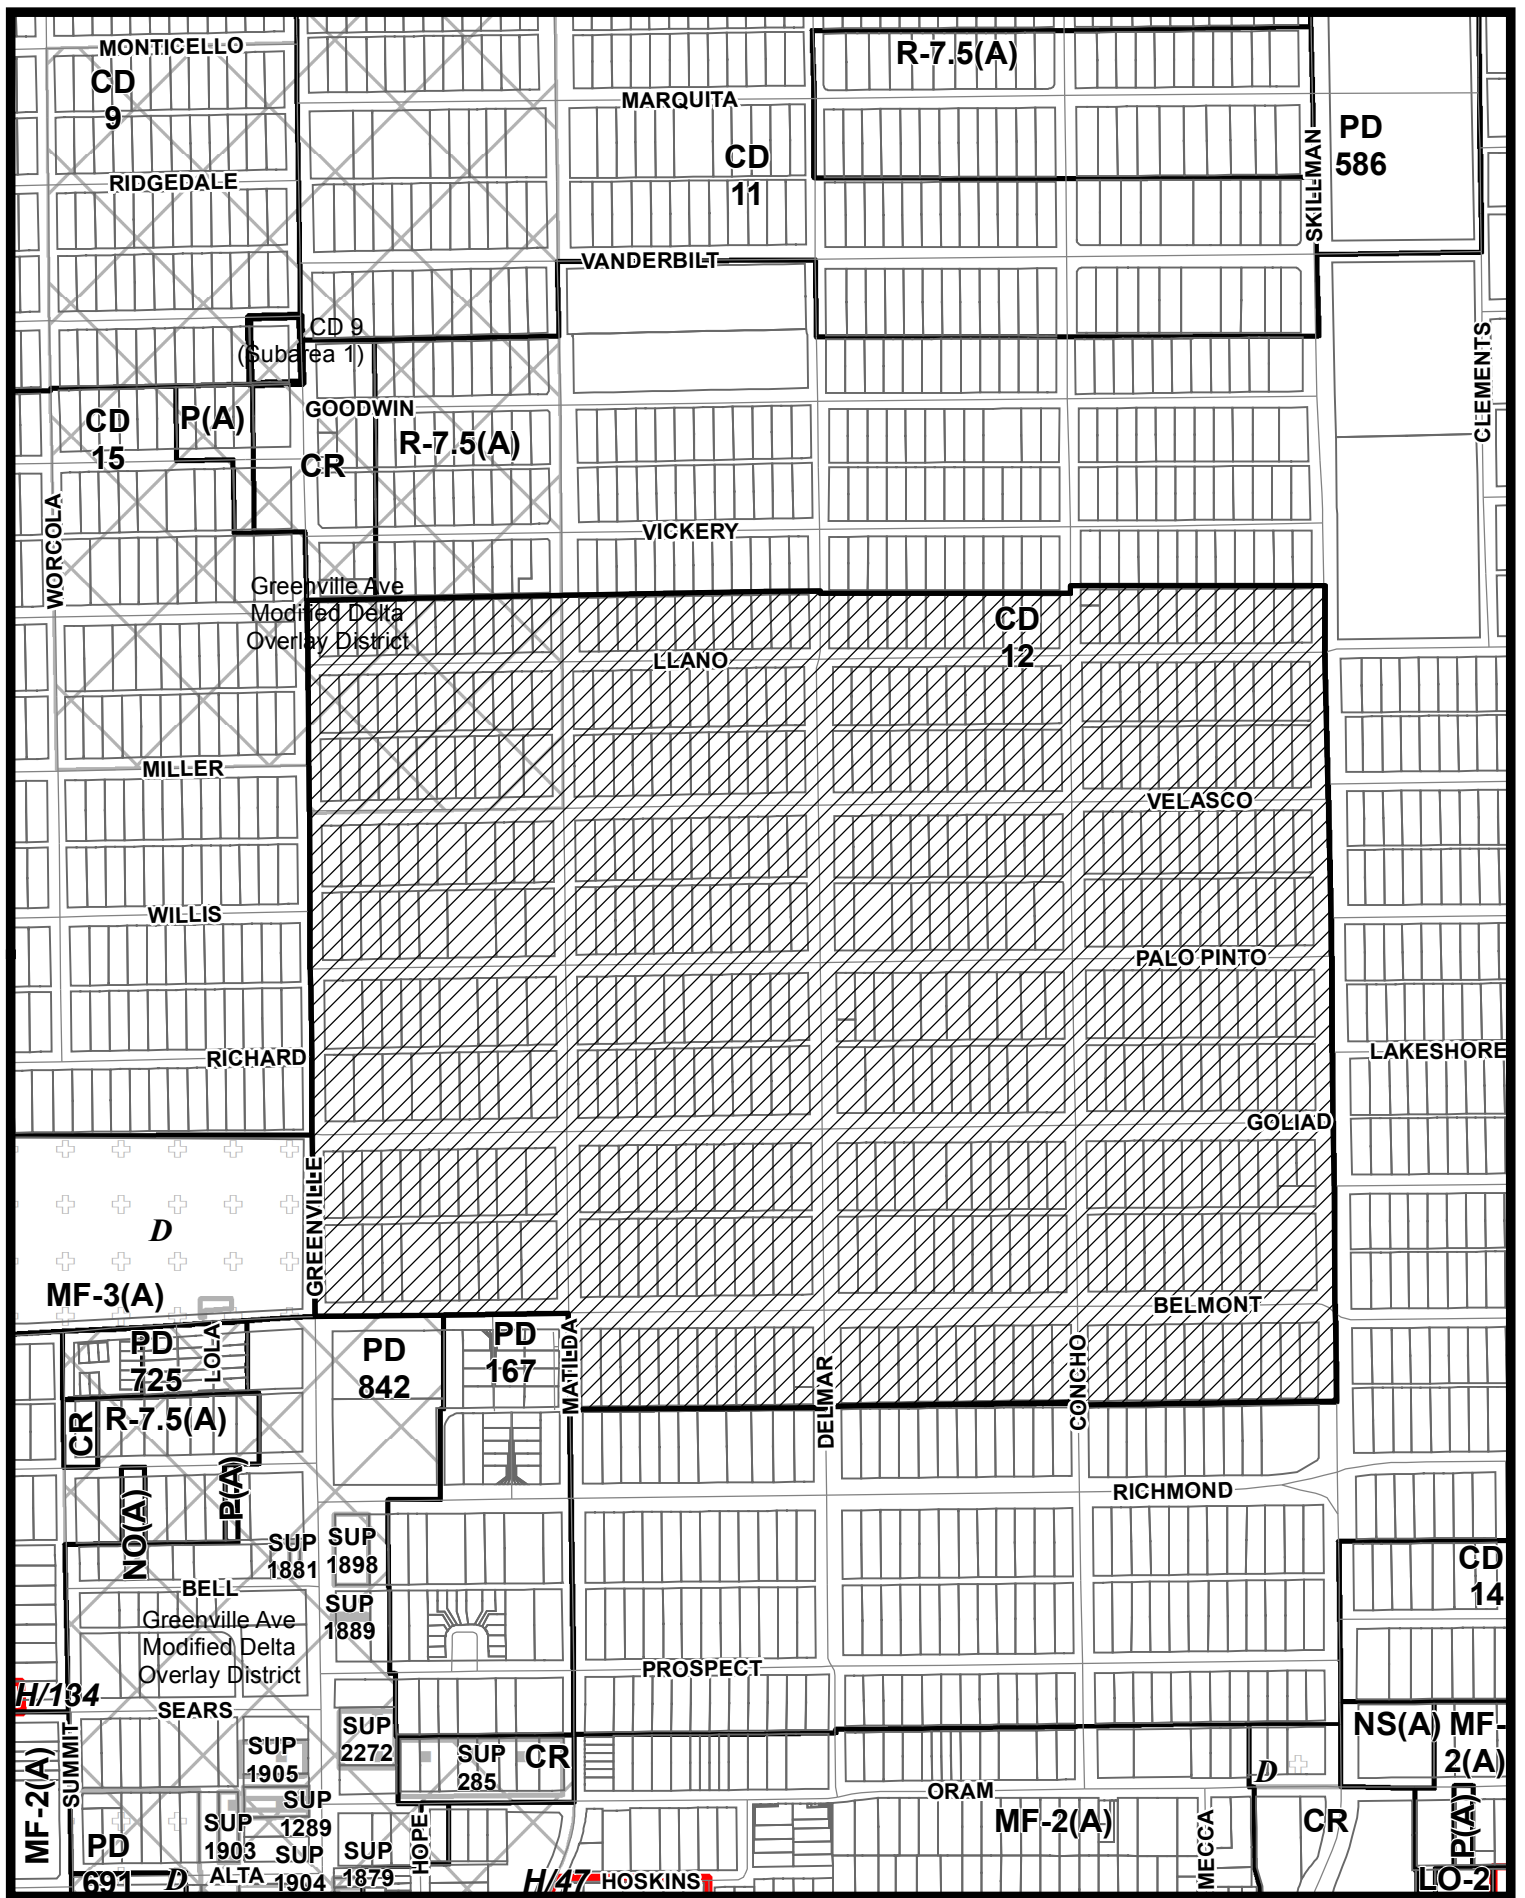 MONTICELLO
CD
9
R-7.5(A)
MARQUITA
PD
586
SKILLMAN
CD
11
RIDGEDALE
VANDERBILT
CD 9
(Subarea 1)
CLEMENTS
GOODWIN
CD
15
P(A)
R-7.5(A)
CR
WORCOLA
VICKERY
Greenville Ave
Modified Delta
Overlay District
CD
12
LLANO
MILLER
VELASCO
WILLIS
PALO PINTO
RICHARD
LAKESHORE
GOLIAD
GREENVILLE
D
MF-3(A)
BELMONT
PD
725
LOLA
PD
842
PD
167
MATILDA
DELMAR
CONCHO
CR
R-7.5(A)
NO(A)
P(A)
RICHMOND
SUP
1881
SUP
1898
CD
14
BELL
SUP
1889
Greenville Ave
Modified Delta
Overlay District
PROSPECT
H/134
SEARS
SUP
2272
NS(A)
MF-
2(A)
MF-2(A)
SUMMIT
SUP
1905
SUP
285
CR
D
ORAM
SUP
1289
SUP
1903
HOPE
MF-2(A)
MECCA
CR
P(A)
PD
691
D
ALTA
SUP
1904
SUP
1879
H/47
HOSKINS
LO-2